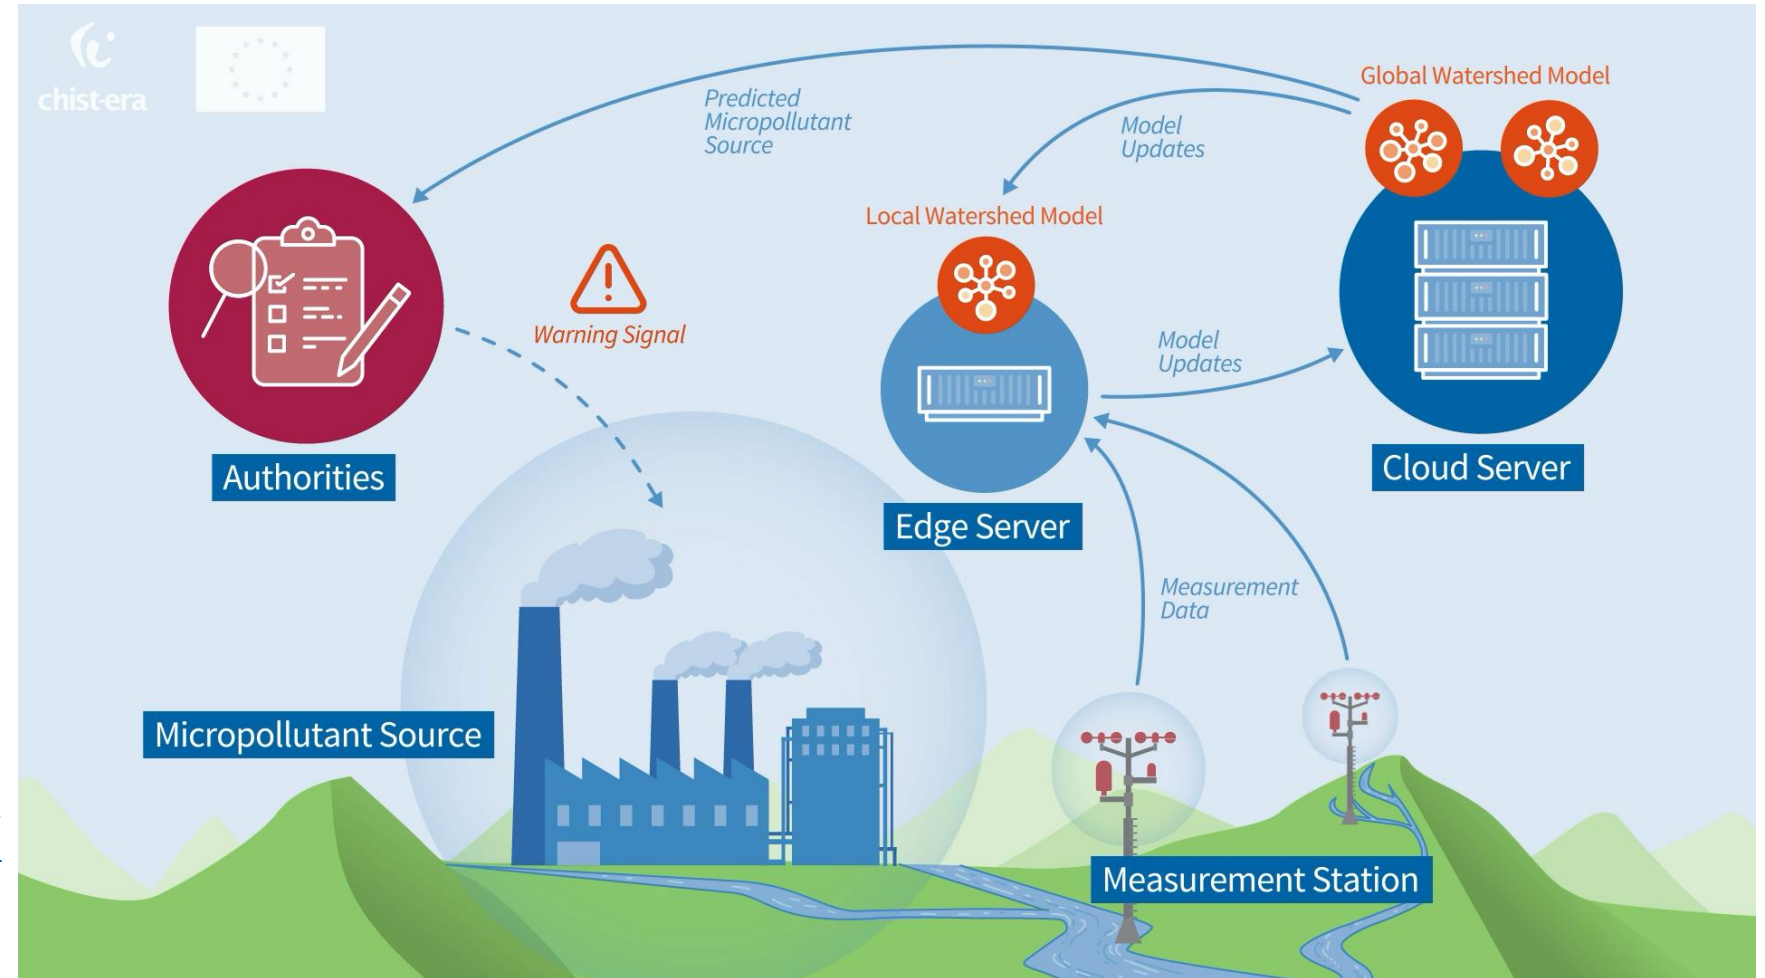 chist-era
Global Watershed Model
Predicted
Micropollutant
Source
Model
Updates
Local Watershed Model
Warning Signal
Model
Updates
Authorities
Cloud Server
Edge Server
Measurement
Data
Micropollutant Source
Measurement Station